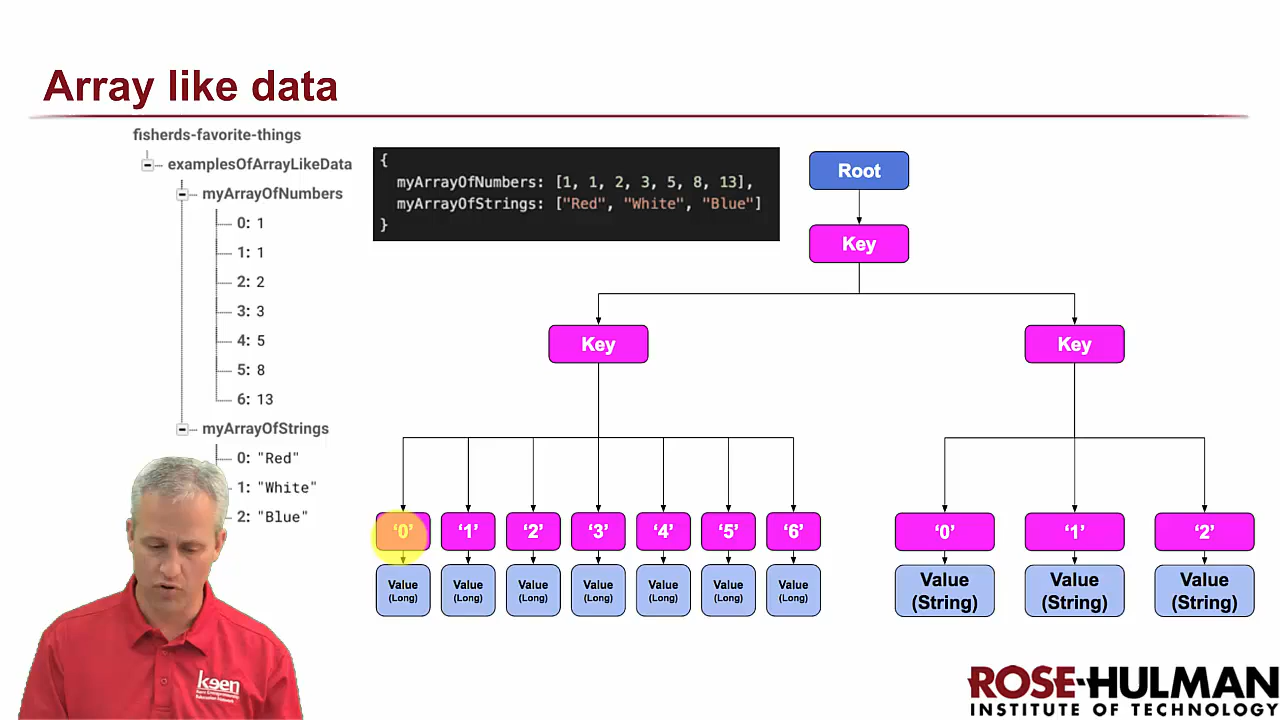 Array like data
fisherds-favorite-things
examplesOfArrayLikeData
myArrayOfNumbers
0: 1
1: 1
2: 2
3: 3
4: 5
5: 8
6: 13
myArrayOfStrings
0: "Red"
1: "White"
2: "Blue"
{
myArrayOfNumbers: [1, 1, 2, 3, 5, 8, 13],
myArrayOfStrings: ["Red", "White", "Blue"]
}
Root
Key
Key
Key
‘0’
‘1’
‘2’
‘3’
‘4’
‘5’
‘6’
Value
(Long)
Value
(Long)
Value
(Long)
Value
(Long)
Value
(Long)
Value
(Long)
Value
(Long)
‘0’
‘1’
‘2’
Value
(String)
Value
(String)
Value
(String)
keen
ROSE-HULMAN
INSTITUTE OF TECHNOLOGY